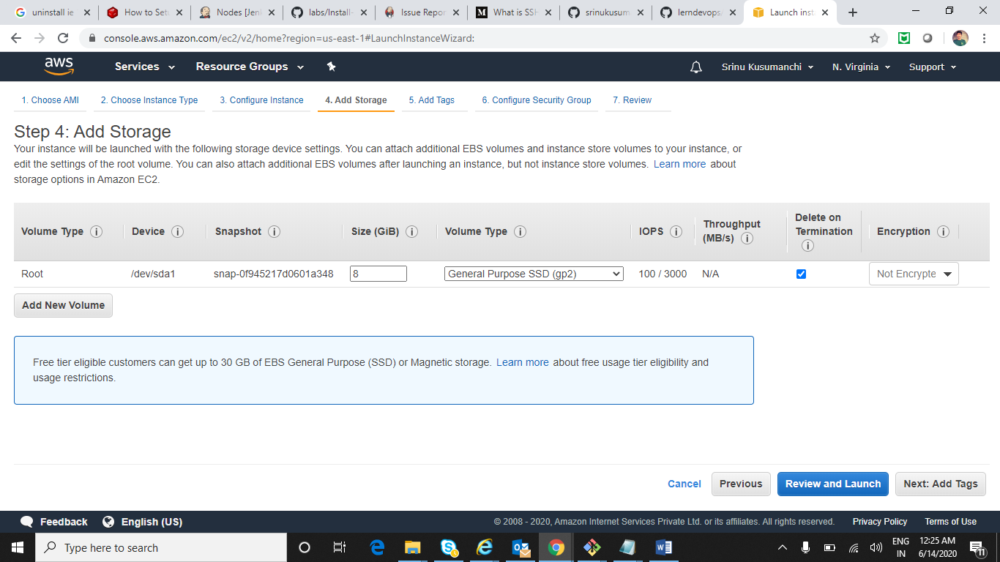 uninstall ie
How to Setu
Nodes [Jenk
labs/Install-
Issue Repor
What is SSH
srinukusum
lerndevops/
Launch inst
console.aws.amazon.com/ec2/v2/home?region=us-east-1#LaunchInstanceWizard:
aws Services Resource Groups Srinu Kusumanchi N. Virginia Support
1. Choose AMI 2. Choose Instance Type 3. Configure Instance 4. Add Storage 5. Add Tags 6. Configure Security Group 7. Review
Step 4: Add Storage
Your instance will be launched with the following storage device settings. You can attach additional EBS volumes and instance store volumes to your instance, or
edit the settings of the root volume. You can also attach additional EBS volumes after launching an instance, but not instance store volumes. Learn more about
storage options in Amazon EC2.
Volume Type i Device i Snapshot i Size (GiB) i Volume Type i IOPS i Throughput (MB/s) i Delete on Termination i Encryption i
Root /dev/sda1 snap-0f945217d0601a348 8 General Purpose SSD (gp2) 100 / 3000 N/A Not Encrypte
Add New Volume
Free tier eligible customers can get up to 30 GB of EBS General Purpose (SSD) or Magnetic storage. Learn more about free usage tier eligibility and
usage restrictions.
Cancel Previous Review and Launch Next: Add Tags
Feedback English (US) © 2008 - 2020, Amazon Internet Services Private Ltd. or its affiliates. All rights reserved. Privacy Policy Terms of Use
Type here to search
ENG
IN
12:25 AM
6/14/2020
11